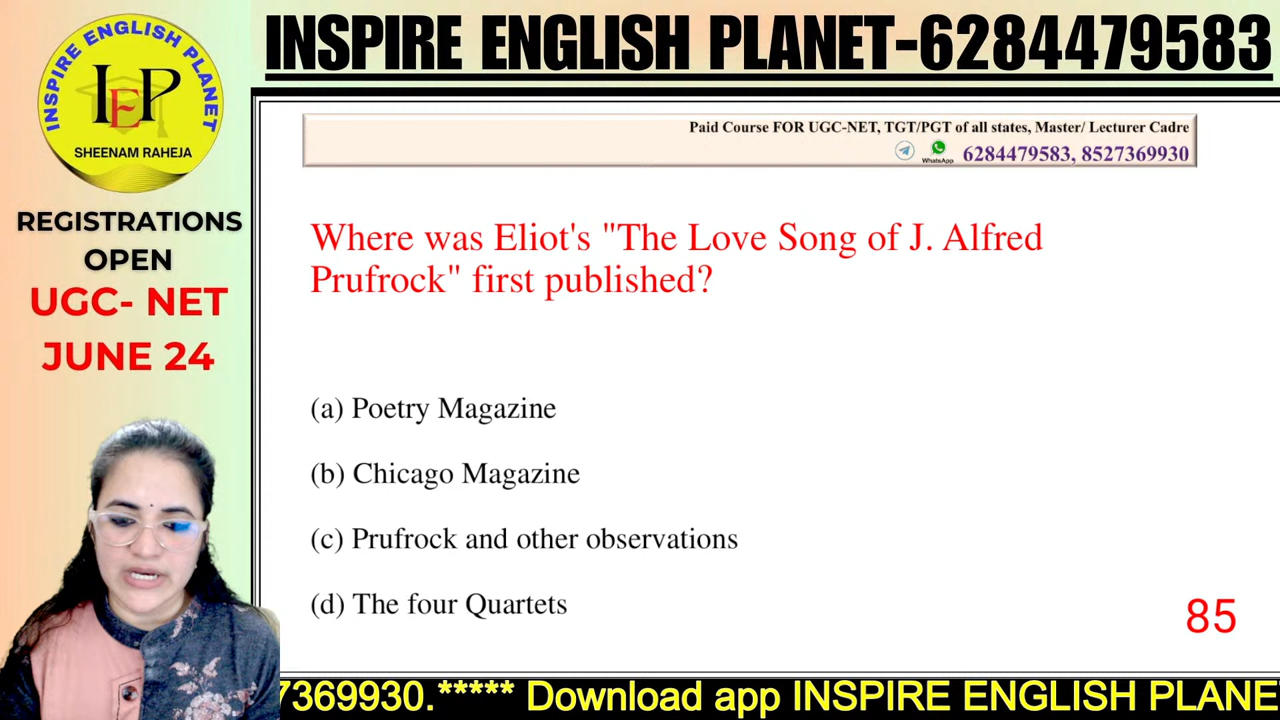 INSPIRE ENGLISH PLANET
IEP
SHEENAM RAHEJA
REGISTRATIONS
OPEN
UGC- NET
JUNE 24
INSPIRE ENGLISH PLANET-6284479583
Paid Course FOR UGC-NET, TGT/PGT of all states, Master/ Lecturer Cadre
WhatsApp 6284479583, 8527369930
Where was Eliot's "The Love Song of J. Alfred
Prufrock" first published?
(a) Poetry Magazine
(b) Chicago Magazine
(c) Prufrock and other observations
(d) The four Quartets
85
7369930. ***** Download app INSPIRE ENGLISH PLANE